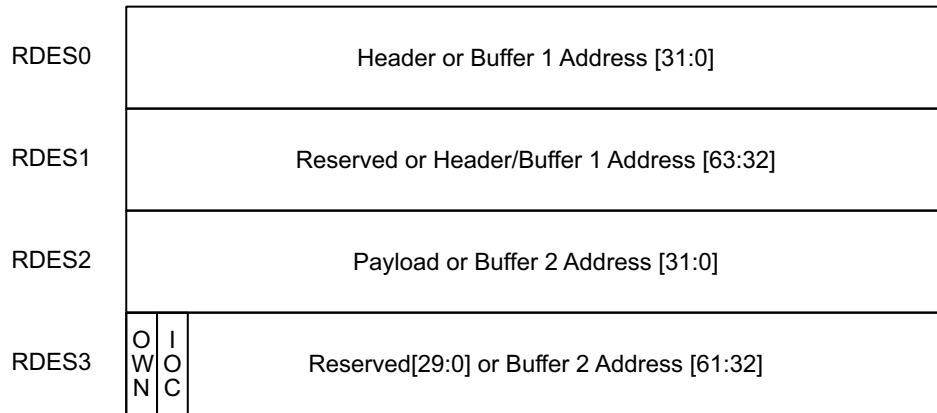 RDES0
Header or Buffer 1 Address [31:0]
RDES1
Reserved or Header/Buffer 1 Address [63:32]
RDES2
Payload or Buffer 2 Address [31:0]
RDES3
OWN
IOC
Reserved[29:0] or Buffer 2 Address [61:32]